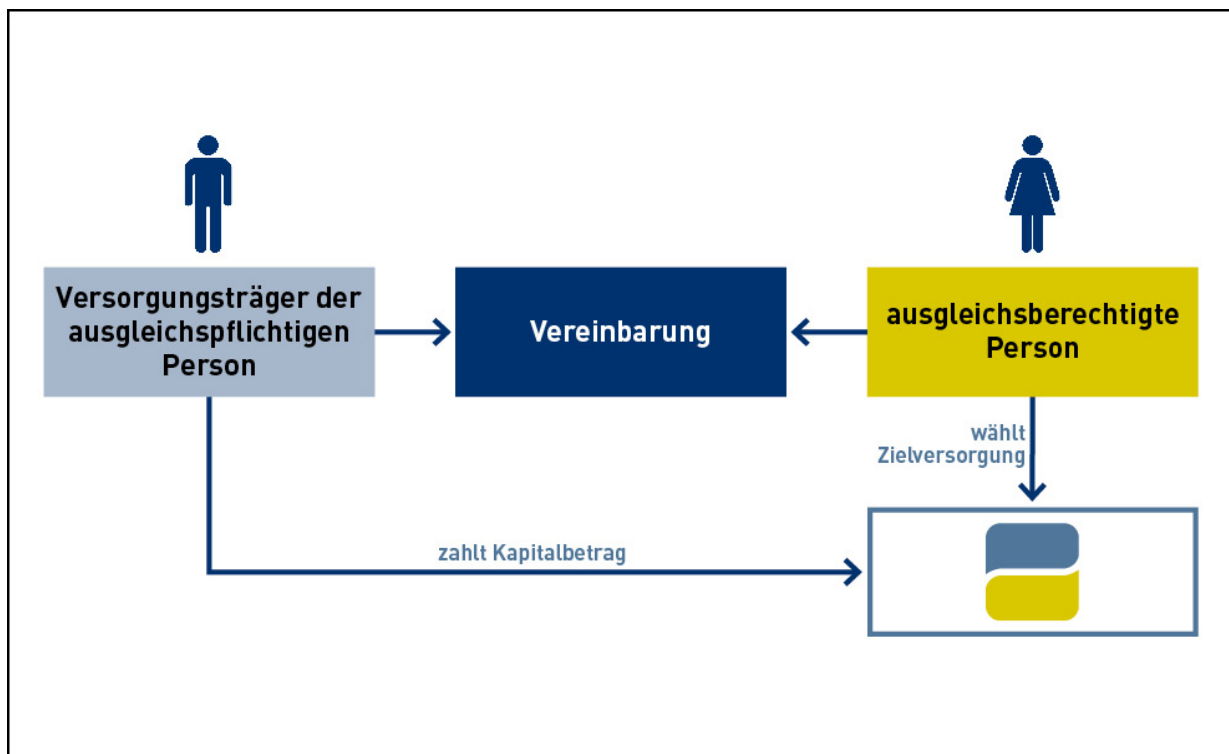 Versorgungsträger der
ausgleichspflichtigen
Person
Vereinbarung
ausgleichsberechtigte
Person
wählt
Zielversorgung
zahlt Kapitalbetrag